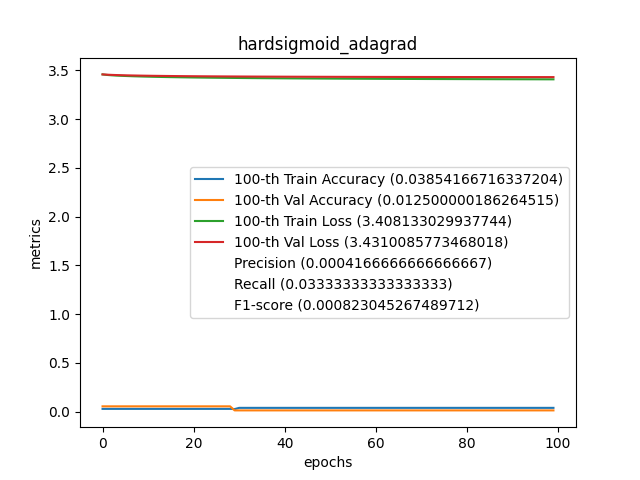 hardsigmoid_adagrad
3.5
3.0
2.5
2.0
1.5
1.0
0.5
0.0
metrics
100-th Train Accuracy (0.03854166716337204)
100-th Val Accuracy (0.012500000186264515)
100-th Train Loss (3.408133029937744)
100-th Val Loss (3.4310085773468018)
Precision (0.0004166666666666667)
Recall (0.03333333333333333)
F1-score (0.000823045267489712)
0 20 40 60 80 100
epochs